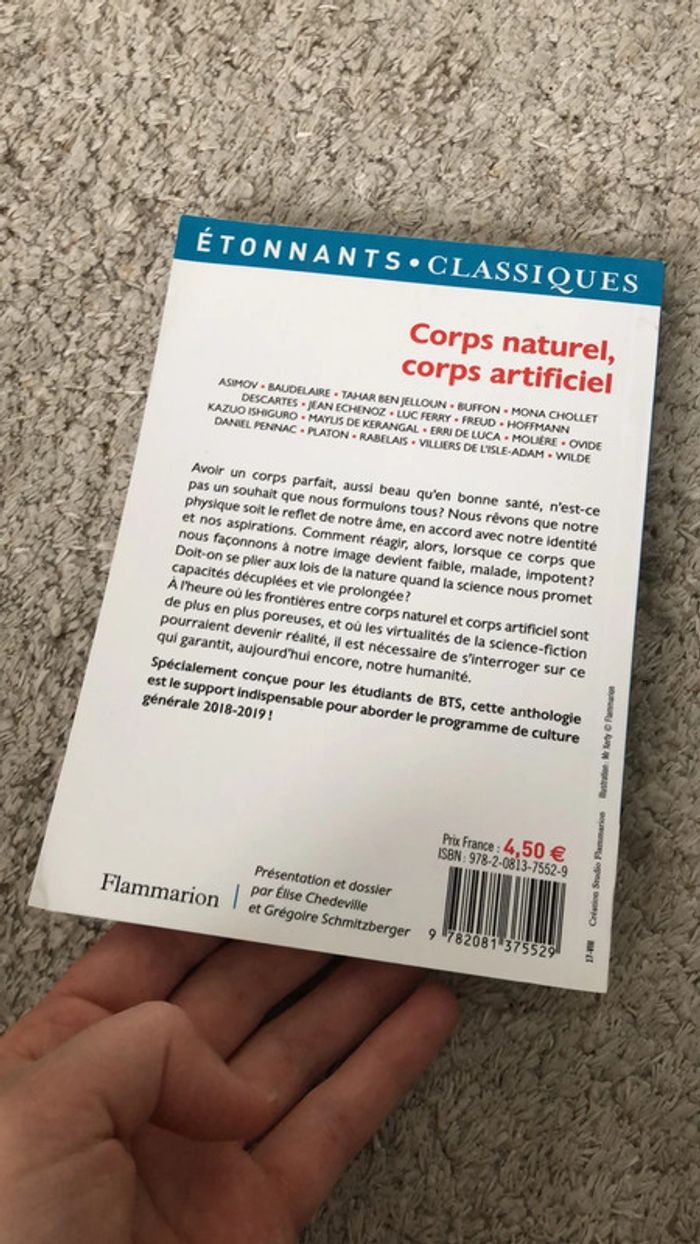 ÉTONNANTS • CLASSIQUES
Corps naturel,
corps artificiel
ASIMOV • BAUDELAIRE • TAHAR BEN JELLOUN • BUFFON • MONA CHOLLET
DESCARTES • JEAN ECHENOZ • LUC FERRY • FREUD • HOFFMANN
KAZUO ISHIGURO • MAYLIS DE KERANGAL • ERRI DE LUCA • MOLIÈRE • OVIDE
DANIEL PENNAC • PLATON • RABELAIS • VILLIERS DE L'ISLE-ADAM • WILDE
Avoir un corps parfait, aussi beau qu'en bonne santé, n'est-ce
pas un souhait que nous formulons tous? Nous rêvons que notre
physique soit le reflet de notre âme, en accord avec notre identité
et nos aspirations. Comment réagir, alors, lorsque ce corps que
nous façonnons à notre image devient faible, malade, impotent?
Doit-on se plier aux lois de la nature quand la science nous promet
capacités décuplées et vie prolongée?
À l'heure où les frontières entre corps naturel et corps artificiel sont
de plus en plus poreuses, et où les virtualités de la science-fiction
pourraient devenir réalité, il est nécessaire de s'interroger sur ce
qui garantit, aujourd'hui encore, notre humanité.
Spécialement conçue pour les étudiants de BTS, cette anthologie
est le support indispensable pour aborder le programme de culture
générale 2018-2019!
Prix France : 4,50 €
ISBN : 978-2-0813-7552-9
9 782081 375529
Flammarion
Présentation et dossier
par Élise Chedeville
et Grégoire Schmitzberger
17-VIII Création Studio Flammarion Illustration : Mr Xerty © Flammarion